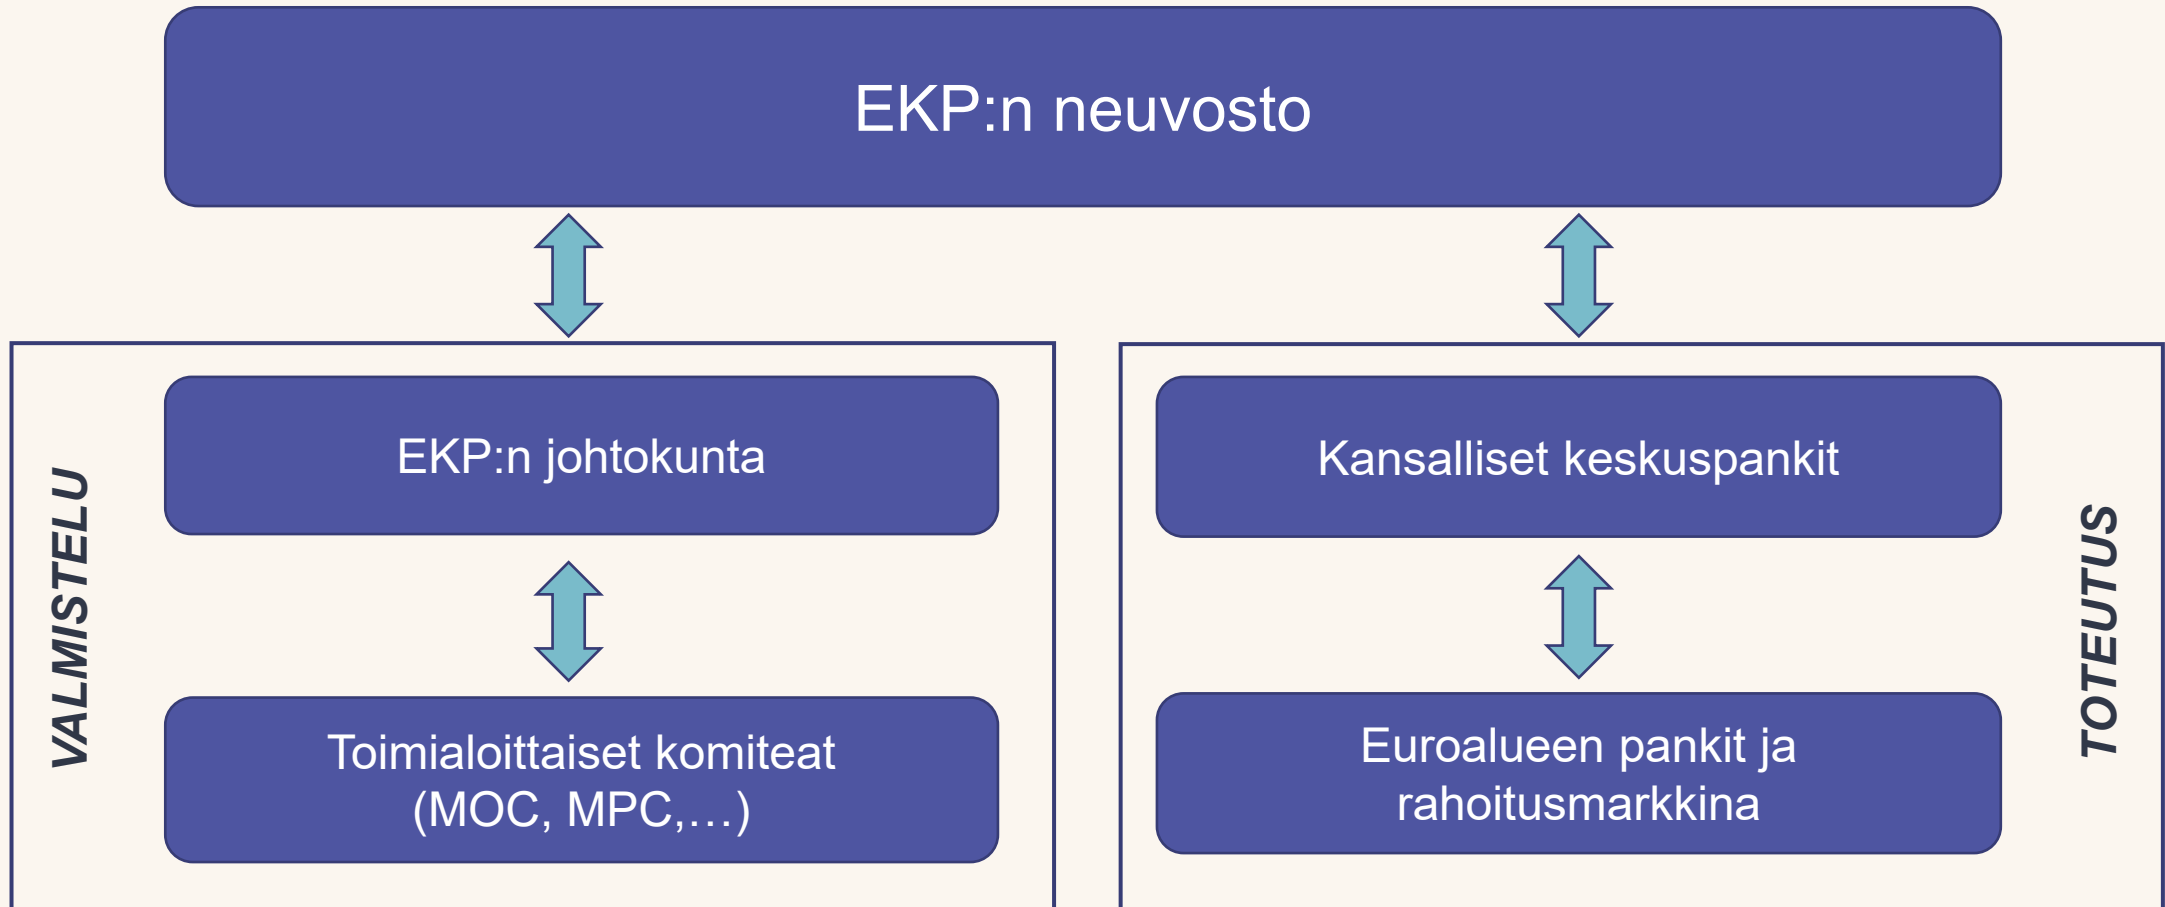 EKP:n neuvosto
VALMISTELU
EKP:n johtokunta
Toimialoittaiset komiteat
(MOC, MPC,…)
Kansalliset keskuspankit
Euroalueen pankit ja
rahoitusmarkkina
TOTEUTUS